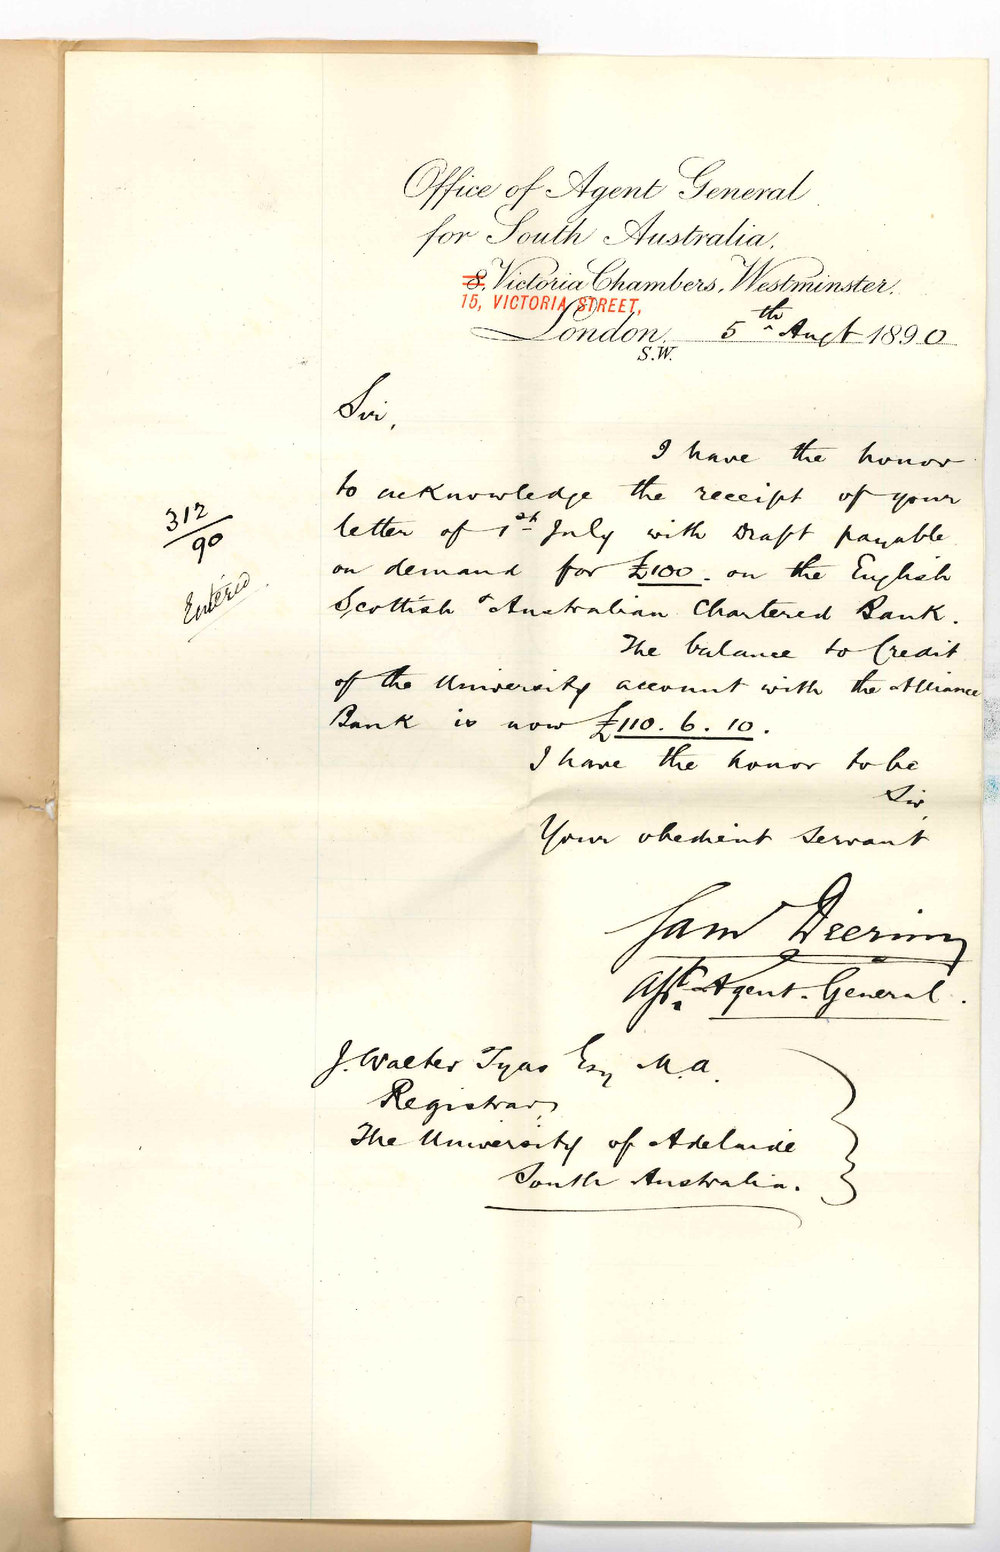 Office of Agent General
for South Australia,
8, Victoria Chambers, Westminster.
15, VICTORIA STREET,
London, 5th Augt 1890
S.W.
Sir,
I have the honor
to acknowledge the receipt of your
letter of 1st July with Draft payable
on demand for £100. on the English
Scottish & Australian Chartered Bank.
The balance to Credit
of the University account with the Alliance
Bank is now £110. 6. 10.
I have the honor to be
Sir,
Your obedient servant
Saml Deering
Asst. Agent-General.
J. Walter Tyas Esq M.A.
Registrar,
The University of Adelaide
South Australia.
312/90
Entered